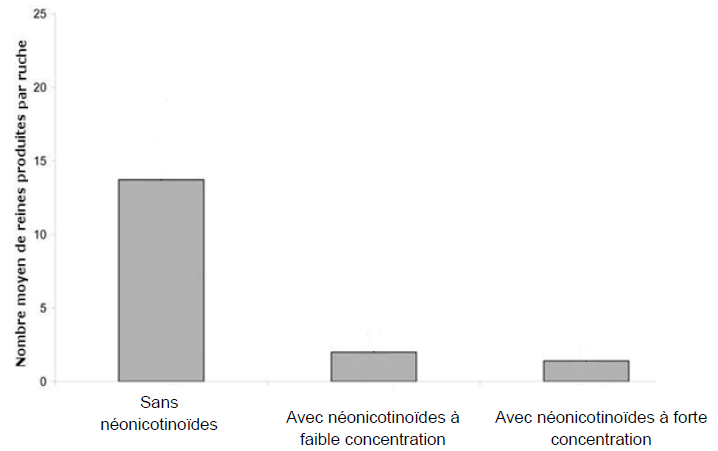 Nombre moyen de reines produites par ruche
25
20
15
10
5
0
Sans
néonicotinoïdes
Avec néonicotinoïdes à
faible concentration
Avec néonicotinoïdes à forte
concentration